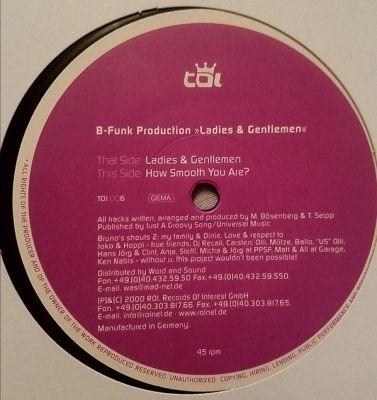 TOI
B-Funk Production »Ladies & Gentlemen«
That Side Ladies & Gentlemen
This Side How Smooth You Are?
TOI 006 GEMA
All tracks written, arranged and produced by M. Bösenberg & T. Seipp
Published by Just A Groovy Song/Universal Music
Bruno's shouts 2: my family & Dirle. Love & respect to
Joko & Hoppi - true friends, Dj Recall, Carsten, Olli, Mütze, Ballo, "US" Olli,
Hans Jörg & Clint, Anja, Steffi, Micha & Jög at PPSF, Matt & All at Garage,
Ken Nabis - without u, this project wouldn't been possible!
Distributed by Word and Sound
Fon.+49.(0)40.432.59.50 Fax.+49.(0)40.432.59.550.
E-mail. was@mad-net.de
(P)&(C) 2000 ROI. Records Of Interest GmbH
Fon. +49.(0)40.303.817.66. Fax. +49.(0)40.303.817.65.
E-mail. info@roinet.de · www.roinet.de
Manufactured in Germany.
45 rpm
* ALL RIGHTS OF THE PRODUCER AND OF THE OWNER OF THE WORK REPRODUCED RESERVED. UNAUTHORIZED COPYING, HIRING, LENDING, PUBLIC PERFORMANCE